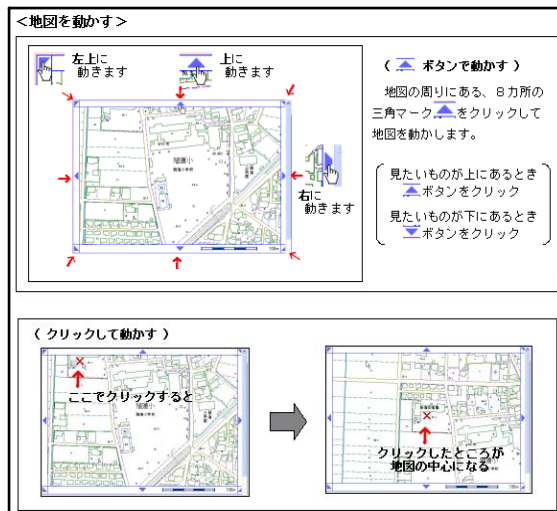 ＜地図を動かす＞
左上に
動きます
上に
動きます
右に
動きます
（ ▲ ボタンで動かす ）
地図の周りにある、８カ所の
三角マーク▲をクリックして
地図を動かします。
見たいものが上にあるとき
▲ボタンをクリック
見たいものが下にあるとき
▼ボタンをクリック
100m
（ クリックして動かす ）
ここでクリックすると
クリックしたところが
地図の中心になる